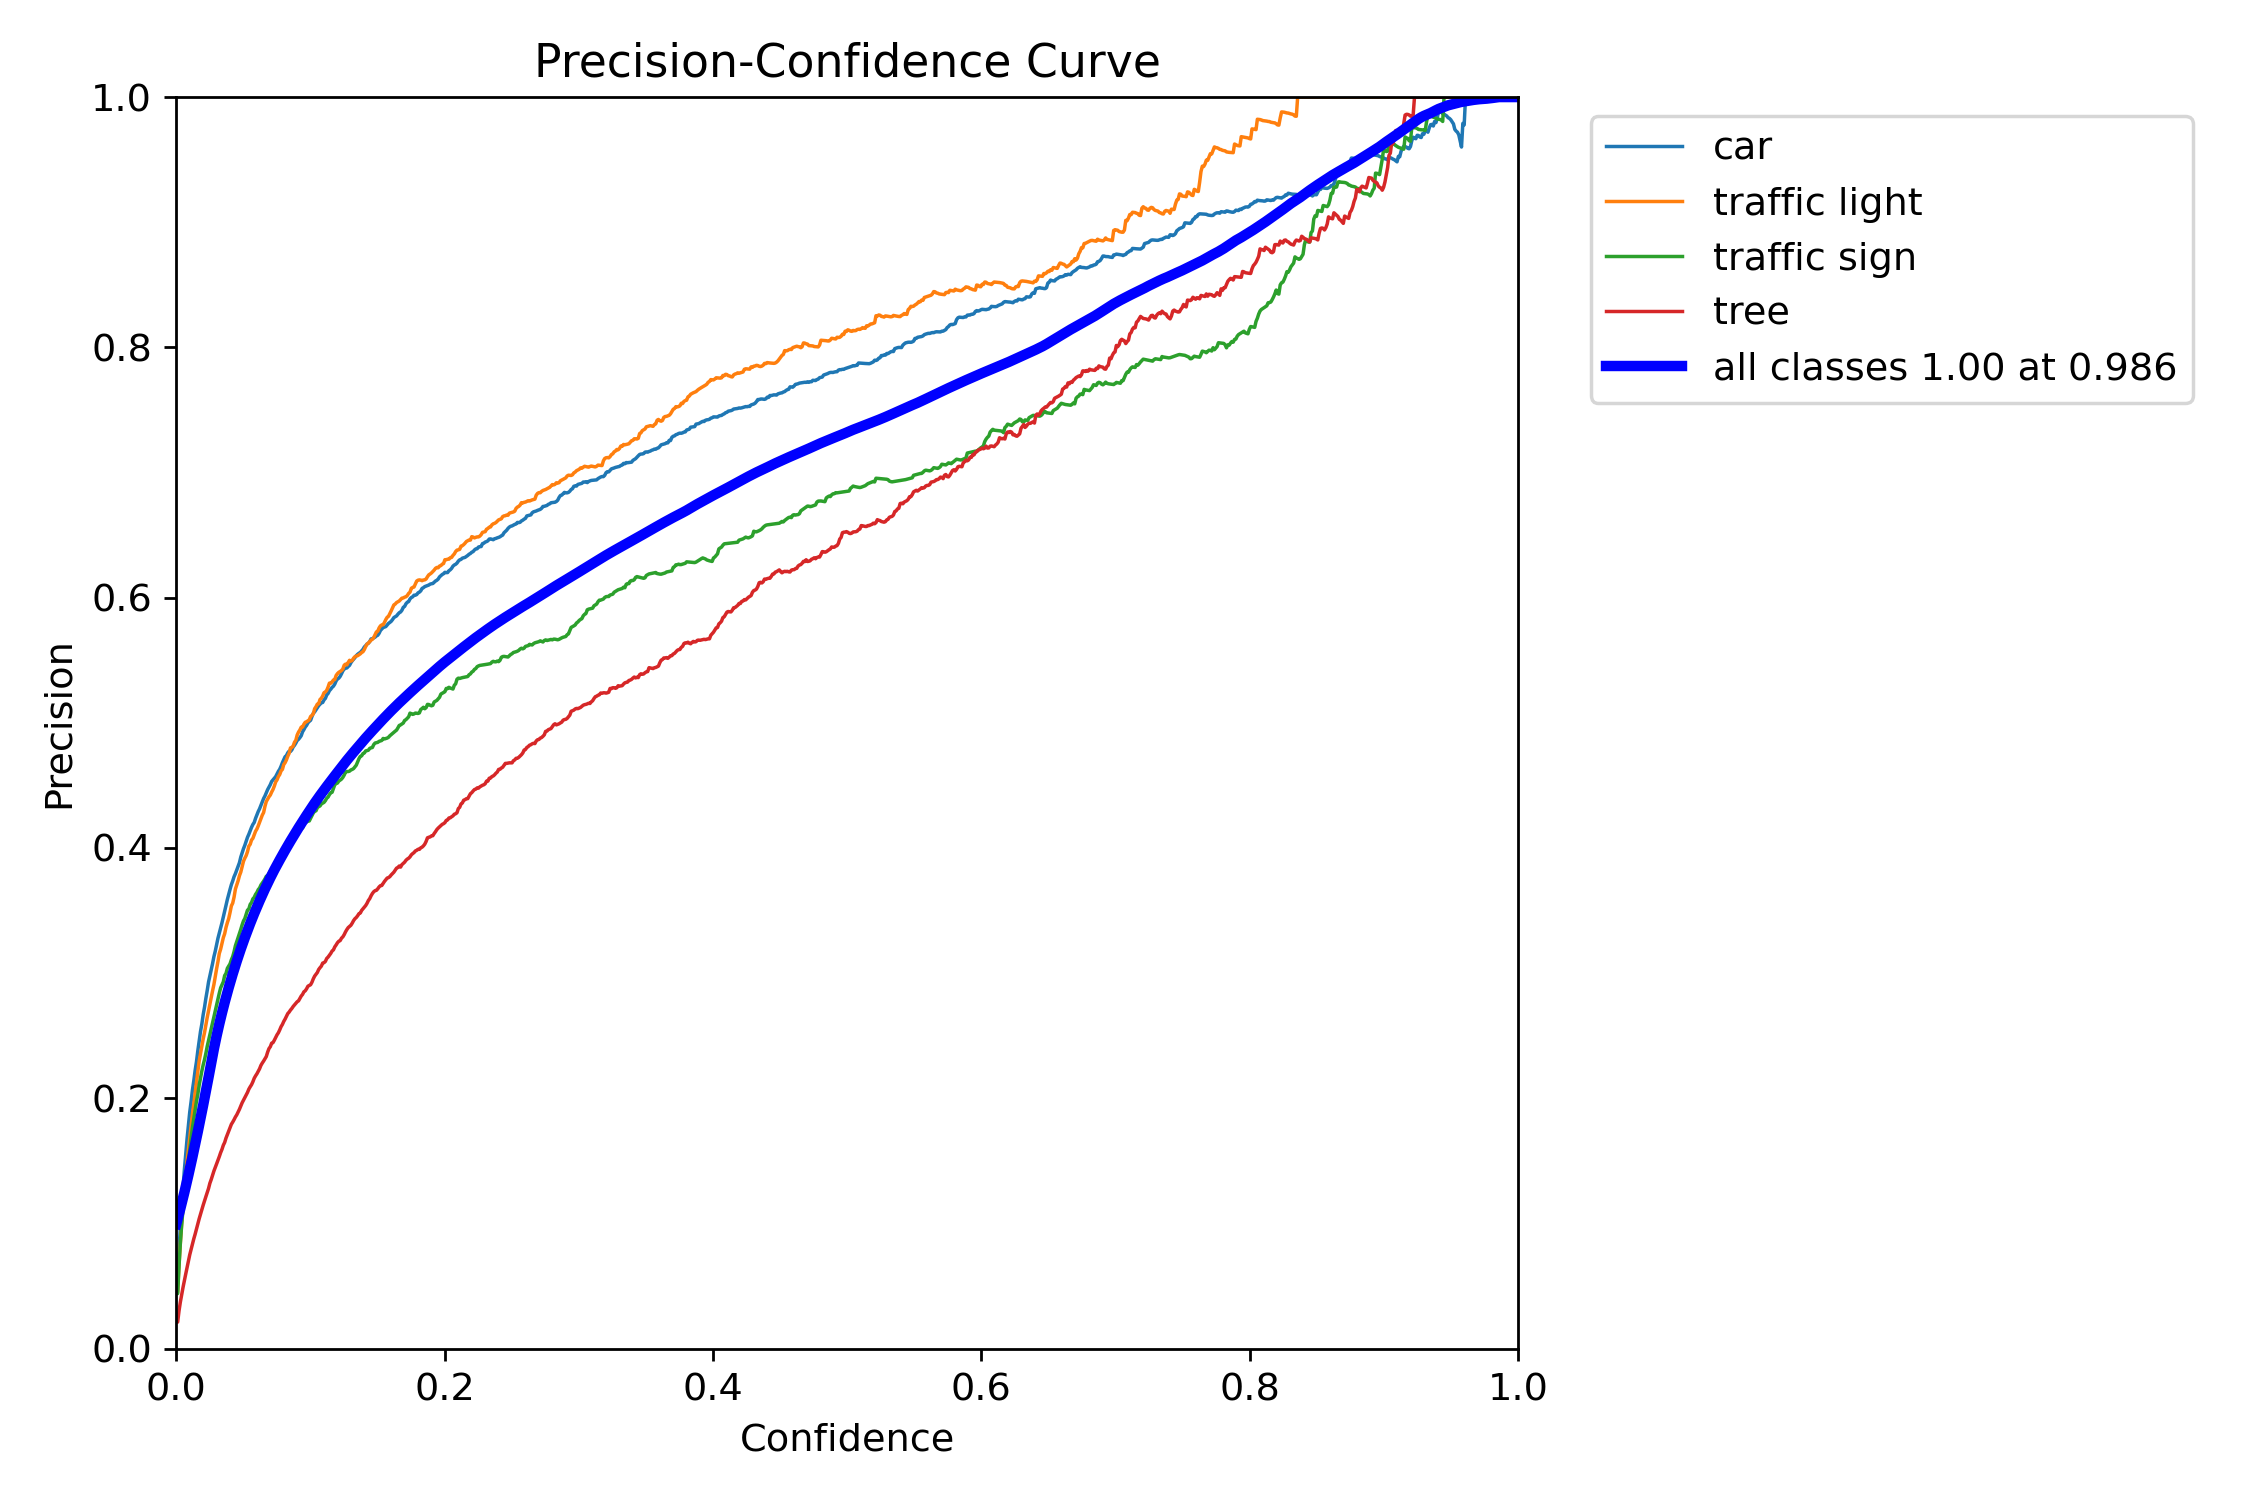 Precision-Confidence Curve
1.0
0.8
0.6
0.4
0.2
0.0
Precision
0.0 0.2 0.4 0.6 0.8 1.0
Confidence
car
traffic light
traffic sign
tree
all classes 1.00 at 0.986